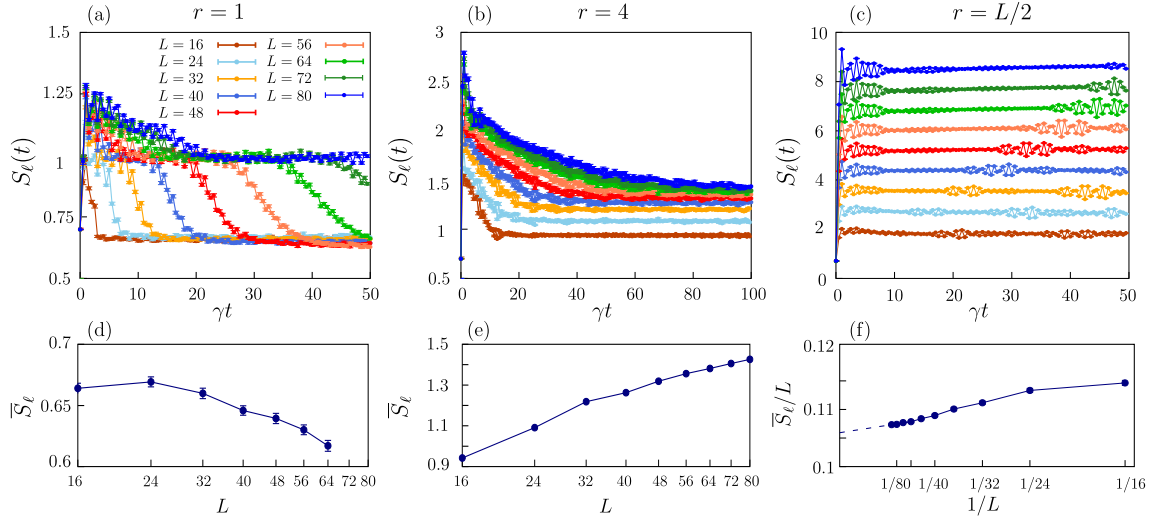 (a) r = 1
(b) r = 4
(c) r = L/2
L = 16
L = 24
L = 32
L = 40
L = 48
L = 56
L = 64
L = 72
L = 80
1.5
1.25
1
0.75
0.5
S_ℓ(t)
0 10 20 30 40 50
γt
3
2.5
2
1.5
1
0.5
S_ℓ(t)
0 20 40 60 80 100
γt
10
8
6
4
2
0
S_ℓ(t)
0 10 20 30 40 50
γt
(d)
0.7
0.65
0.6
S̅_ℓ
16 24 32 40 48 56 64 72 80
L
(e)
1.5
1.3
1.1
0.9
S̅_ℓ
16 24 32 40 48 56 64 72 80
L
(f)
0.12
0.11
0.1
S̅_ℓ/L
1/80 1/40 1/32 1/24 1/16
1/L